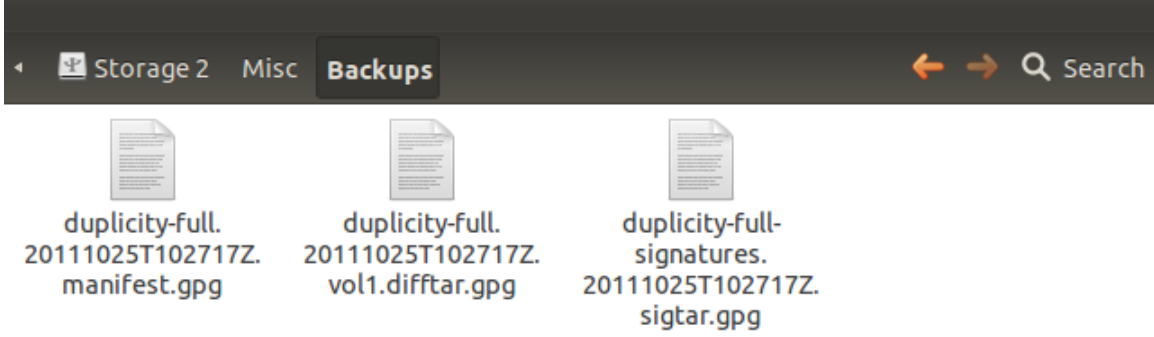 Storage 2 Misc Backups Search
duplicity-full.
20111025T102717Z.
manifest.gpg
duplicity-full.
20111025T102717Z.
vol1.difftar.gpg
duplicity-full-
signatures.
20111025T102717Z.
sigtar.gpg